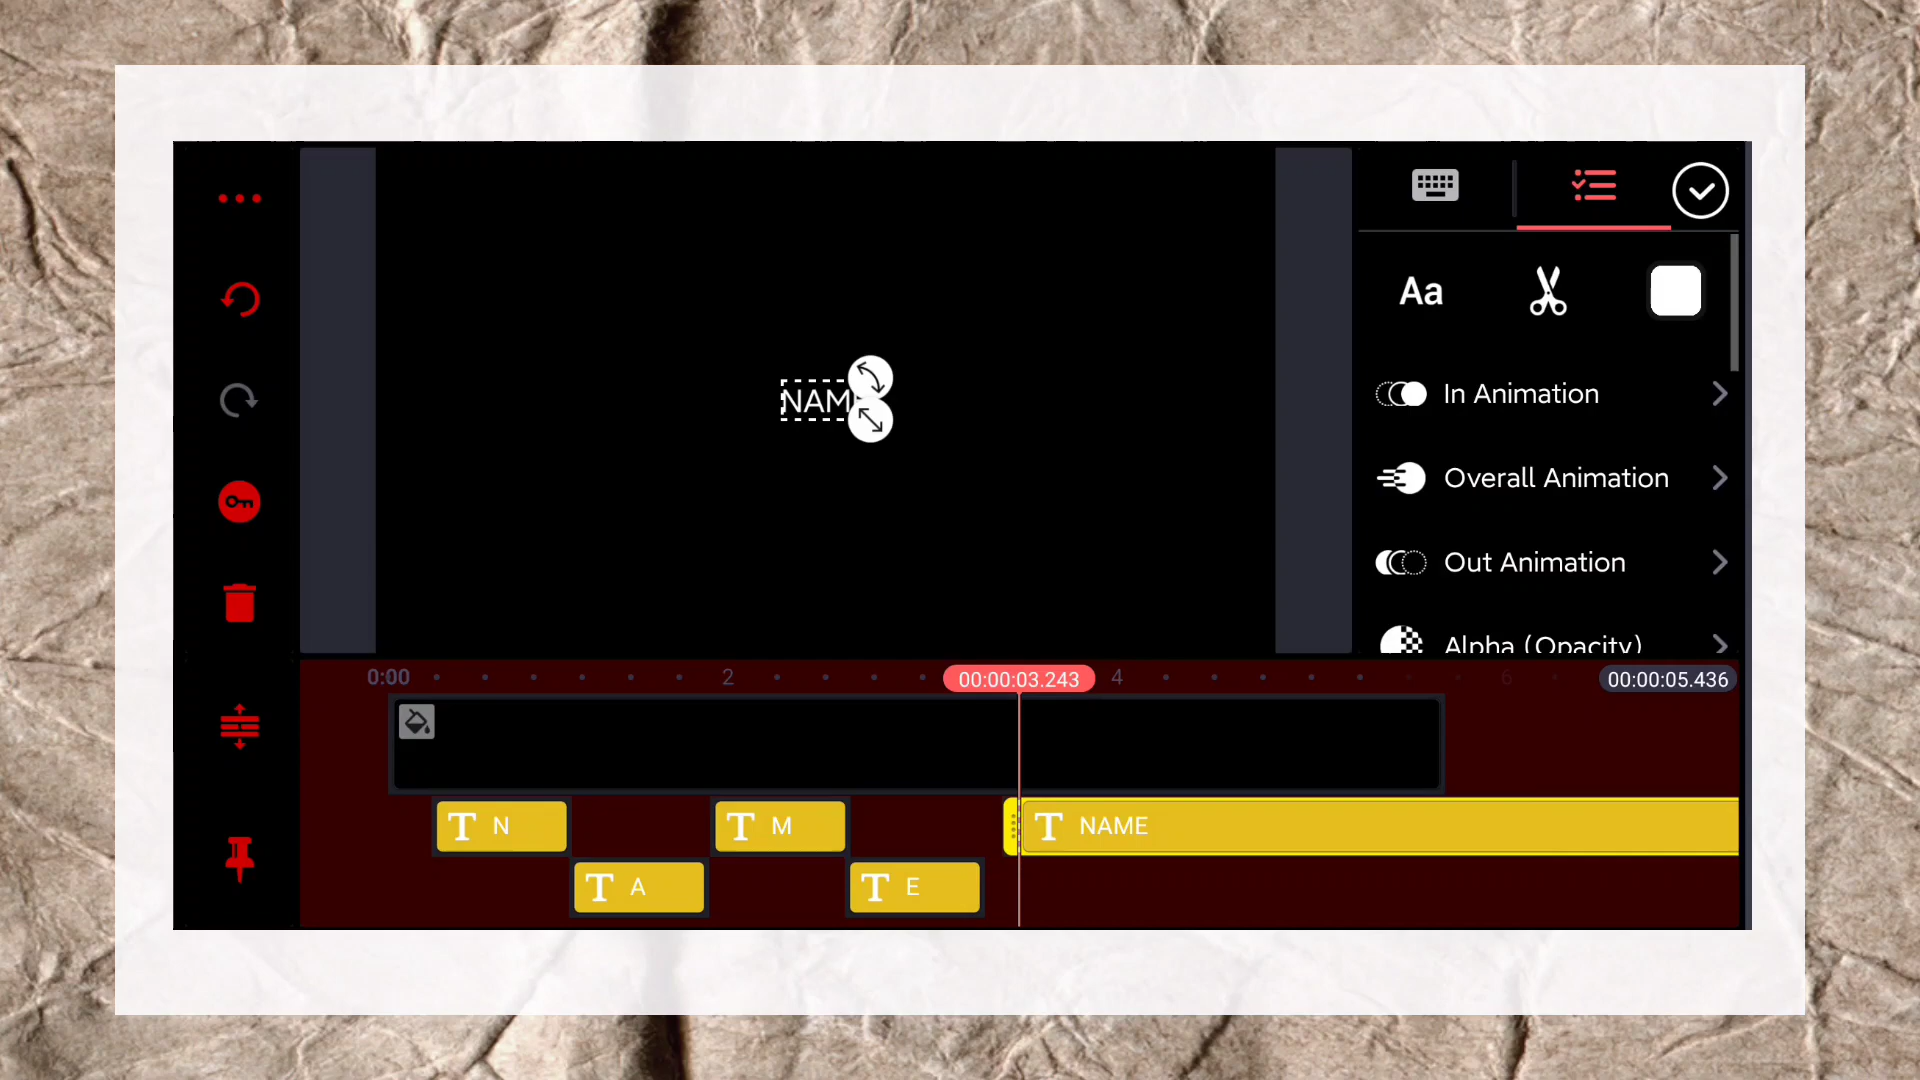 NAM
Aa
In Animation
Overall Animation
Out Animation
Alpha (Opacity)
0:00
2
00:00:03.243
4
6
00:00:05.436
T N
T M
T NAME
T A
T E